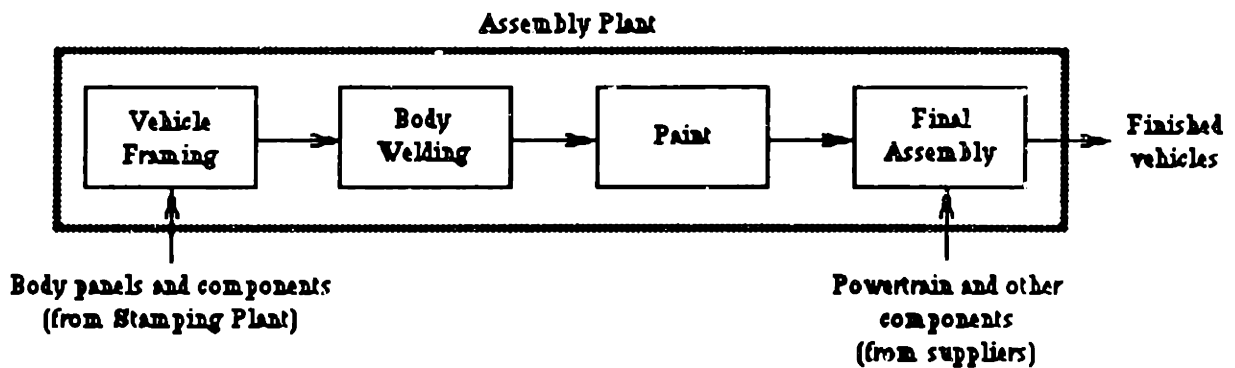 Assembly Plant
Vehicle
Framing
Body
Welding
Paint
Final
Assembly
Finished
vehicles
Body panels and components
(from Stamping Plant)
Powertrain and other
components
(from suppliers)